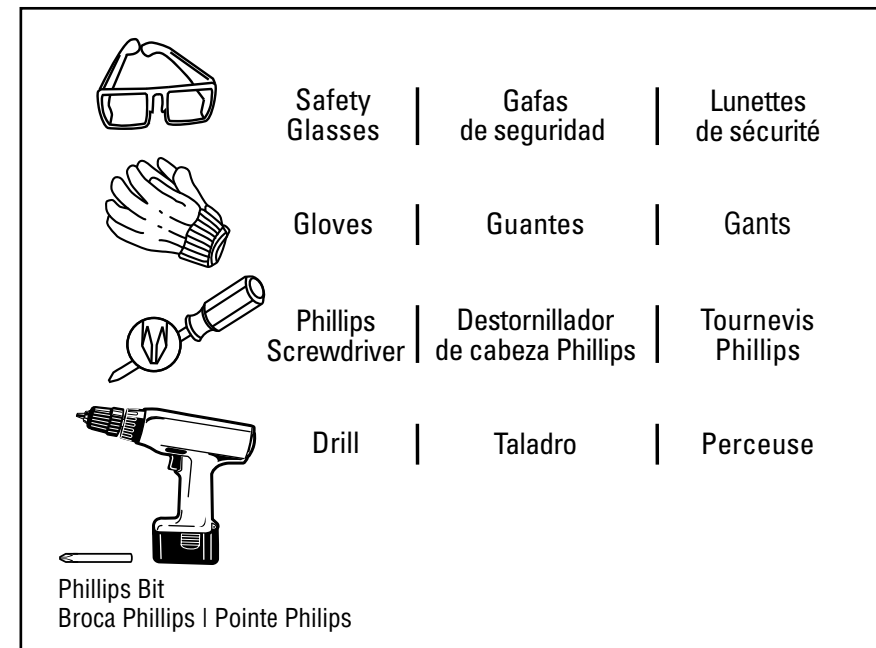 Safety | Gafas | Lunettes
Glasses | de seguridad | de sécurité
Gloves | Guantes | Gants
Phillips | Destornillador | Tournevis
Screwdriver | de cabeza Phillips | Phillips
Drill | Taladro | Perceuse
Phillips Bit
Broca Phillips | Pointe Philips